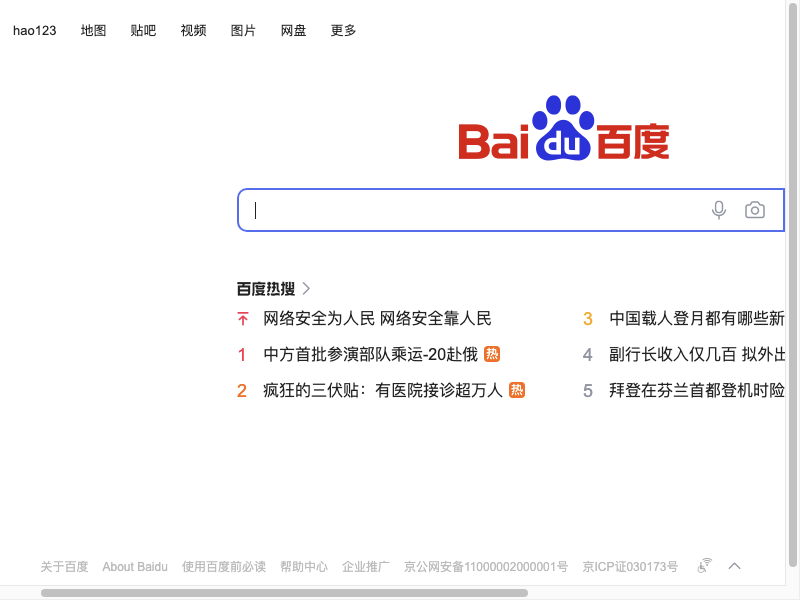 hao123 地图 贴吧 视频 图片 网盘 更多
Bai du 百度
百度热搜
网络安全为人民 网络安全靠人民
1 中方首批参演部队乘运-20赴俄 热
2 疯狂的三伏贴：有医院接诊超万人 热
3 中国载人登月都有哪些新
4 副行长收入仅几百 拟外出
5 拜登在芬兰首都登机时险
关于百度 About Baidu 使用百度前必读 帮助中心 企业推广 京公网安备11000002000001号 京ICP证030173号